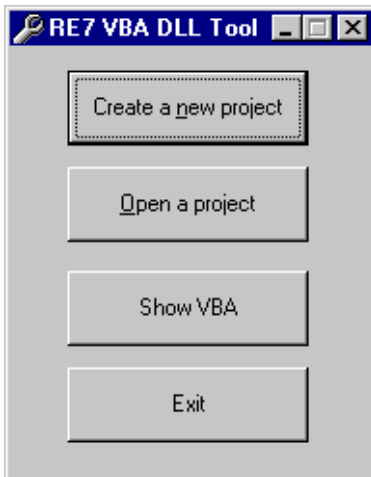 RE7 VBA DLL Tool
Create a new project
Open a project
Show VBA
Exit